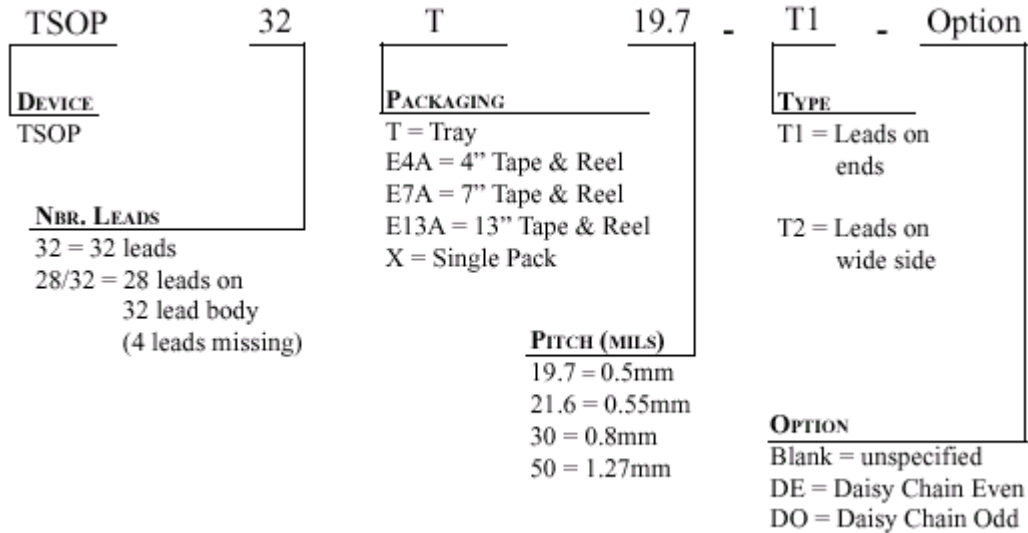 TSOP 32 T 19.7 - T1 - Option
DEVICE
TSOP
NBR. LEADS
32 = 32 leads
28/32 = 28 leads on
32 lead body
(4 leads missing)
PACKAGING
T = Tray
E4A = 4” Tape & Reel
E7A = 7” Tape & Reel
E13A = 13” Tape & Reel
X = Single Pack
PITCH (MILS)
19.7 = 0.5mm
21.6 = 0.55mm
30 = 0.8mm
50 = 1.27mm
TYPE
T1 = Leads on
ends
T2 = Leads on
wide side
OPTION
Blank = unspecified
DE = Daisy Chain Even
DO = Daisy Chain Odd